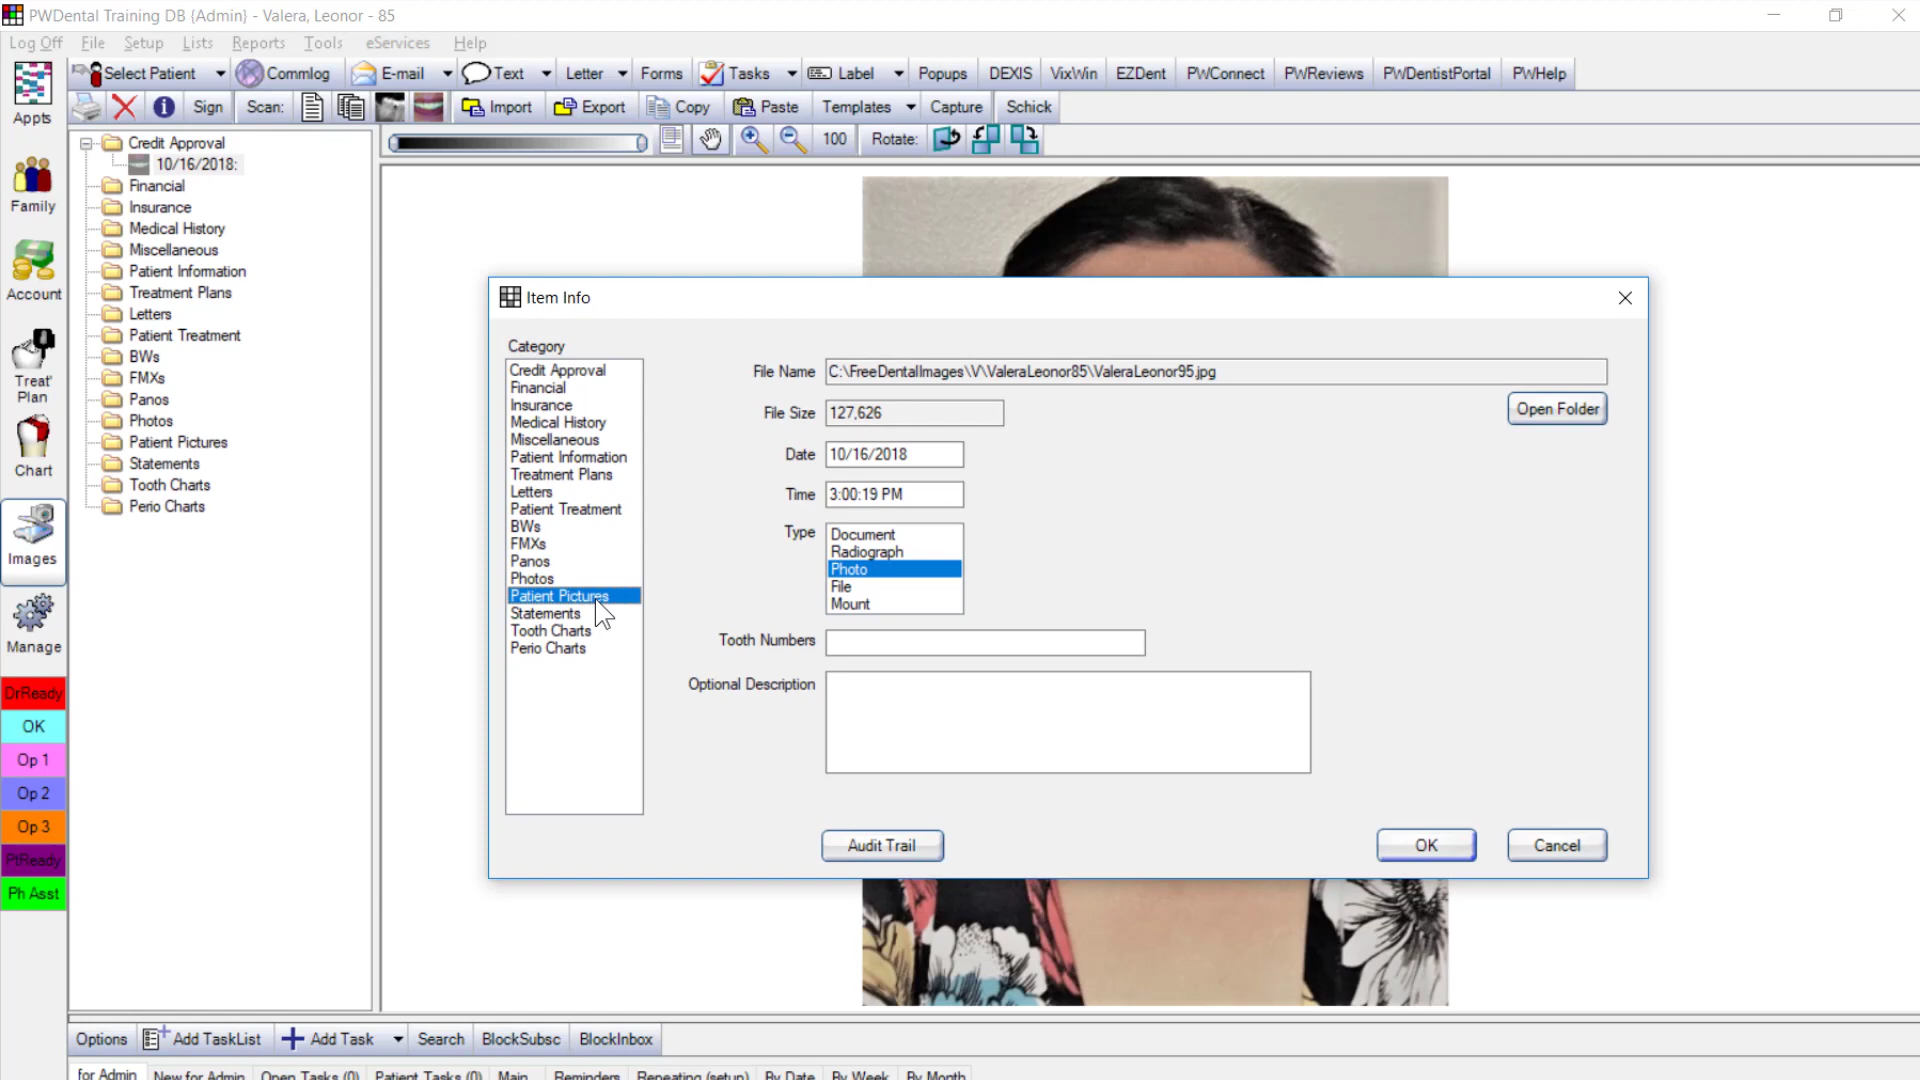 PWDental Training DB {Admin} - Valera, Leonor - 85
Log Off File Setup Lists Reports Tools eServices Help
Select Patient Commlog E-mail Text Letter Forms Tasks Label Popups DEXIS VixWin EZDent PWConnect PWReviews PWDentistPortal PWHelp
Sign Scan: Import Export Copy Paste Templates Capture Schick
100 Rotate:
Appts
Family
Account
Treat'
Plan
Chart
Images
Manage
DrReady
OK
Op 1
Op 2
Op 3
PtReady
Ph Asst
Credit Approval
10/16/2018:
Financial
Insurance
Medical History
Miscellaneous
Patient Information
Treatment Plans
Letters
Patient Treatment
BWs
FMXs
Panos
Photos
Patient Pictures
Statements
Tooth Charts
Perio Charts
Item Info
Category
Credit Approval
Financial
Insurance
Medical History
Miscellaneous
Patient Information
Treatment Plans
Letters
Patient Treatment
BWs
FMXs
Panos
Photos
Patient Pictures
Statements
Tooth Charts
Perio Charts
File Name C:\FreeDentalImages\V\ValeraLeonor85\ValeraLeonor95.jpg
Open Folder
File Size 127,626
Date 10/16/2018
Time 3:00:19 PM
Type Document
Radiograph
Photo
File
Mount
Tooth Numbers
Optional Description
Audit Trail OK Cancel
Options Add TaskList Add Task Search BlockSubsc BlockInbox
for Admin New for Admin Open Tasks (0) Patient Tasks (0) Main Reminders Repeating (setup) By Date By Week By Month